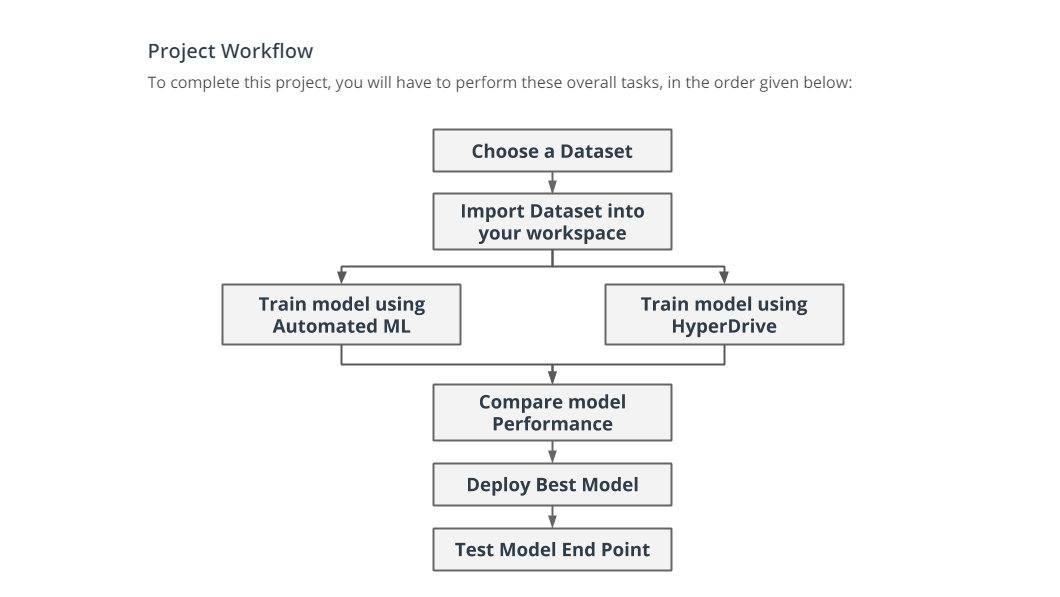 Project Workflow
To complete this project, you will have to perform these overall tasks, in the order given below:
Choose a Dataset
Import Dataset into
your workspace
Train model using
Automated ML
Train model using
HyperDrive
Compare model
Performance
Deploy Best Model
Test Model End Point